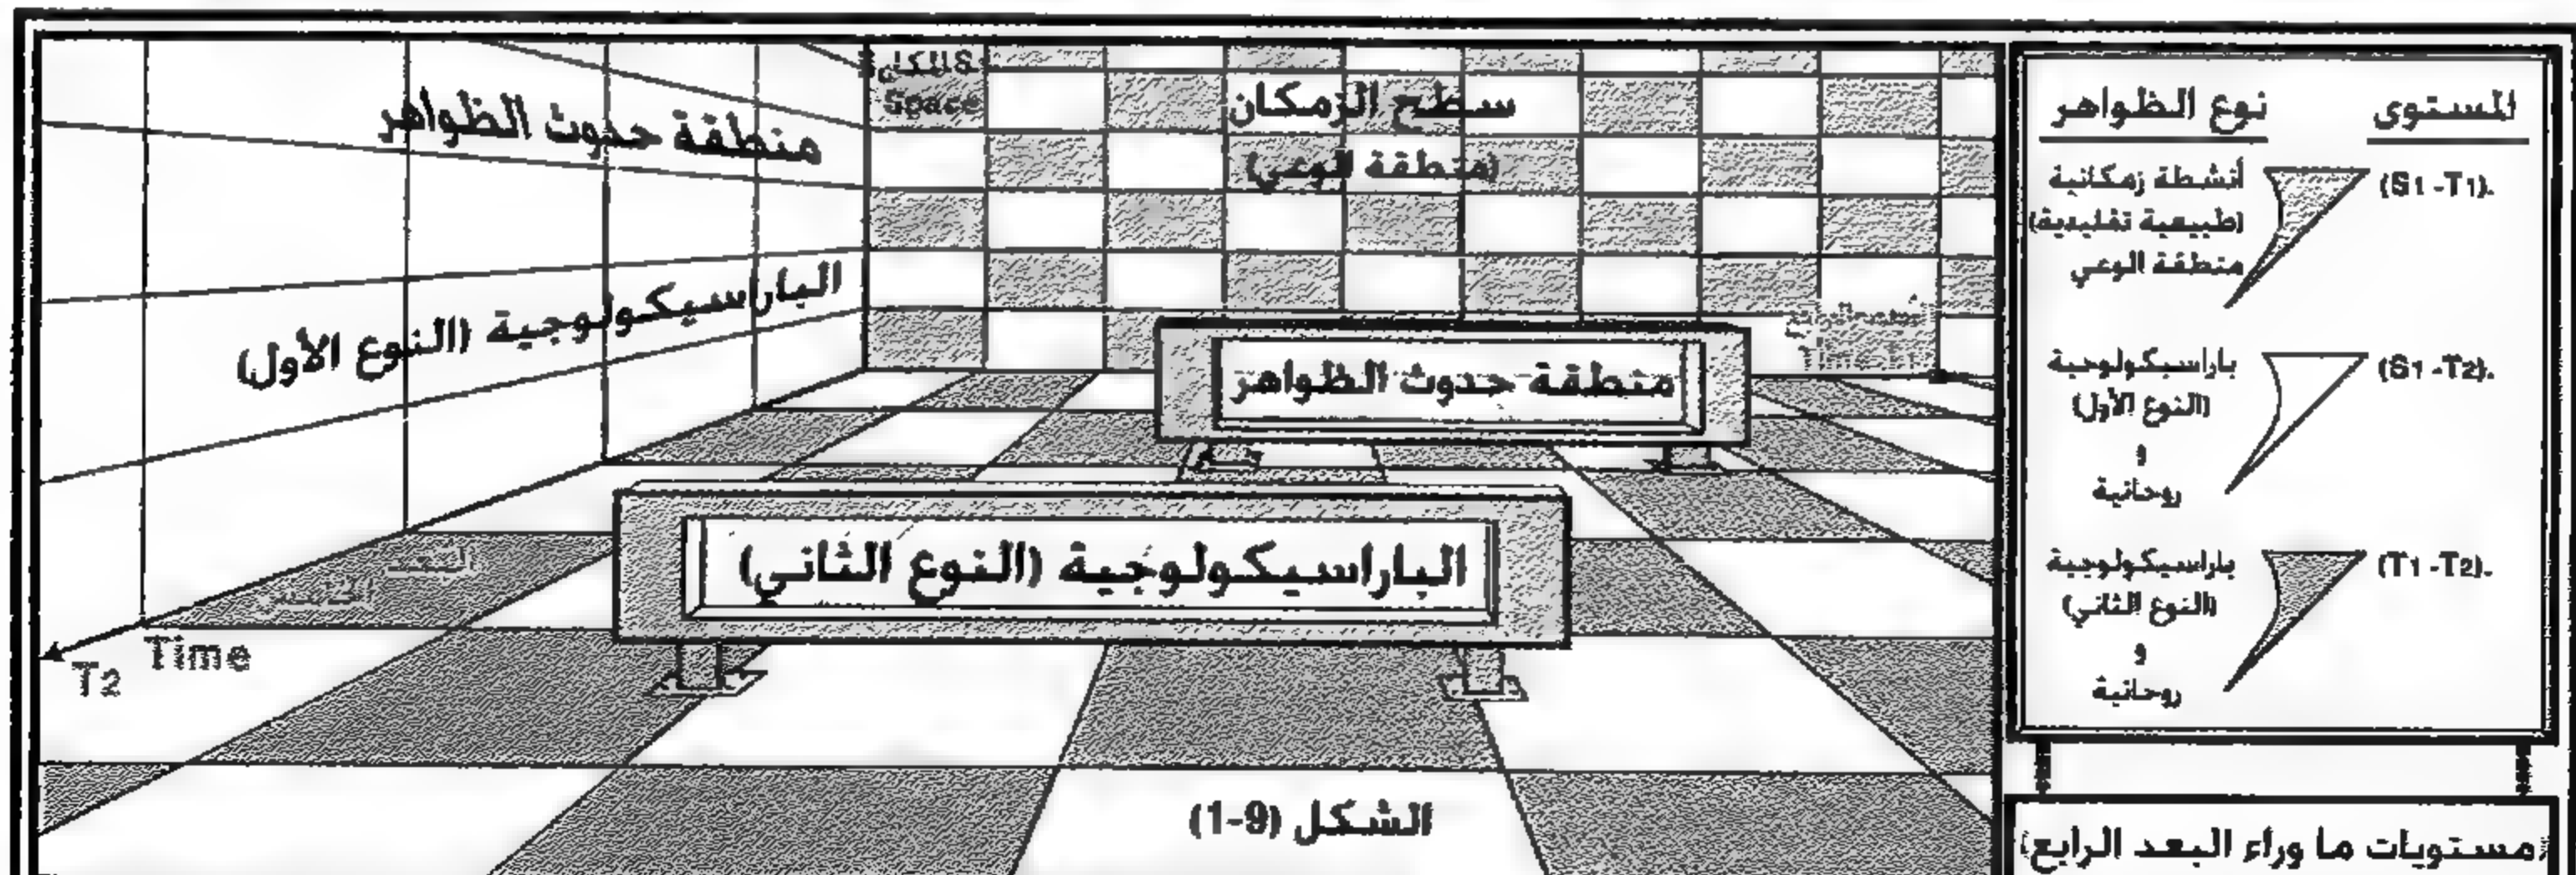 منطقة حدوث الظواهر
الباراسيكولوجية (النوع الأول)
Space
سطح الزمكان
(منطقة الوعي)
منطقة حدوث الظواهر
الباراسيكولوجية (النوع الثاني)
البعد
الخامس
Time
T2
الشكل (9-1)
المستوى نوع الظواهر
(S1-T1). أنشطة زمكانية
(طبيعية تقليدية)
منطقة الوعي
(S1-T2). باراسيكولوجية
(النوع الأول)
و
روحانية
(T1-T2). باراسيكولوجية
(النوع الثاني)
و
روحانية
(مستويات ما وراء البعد الرابع)